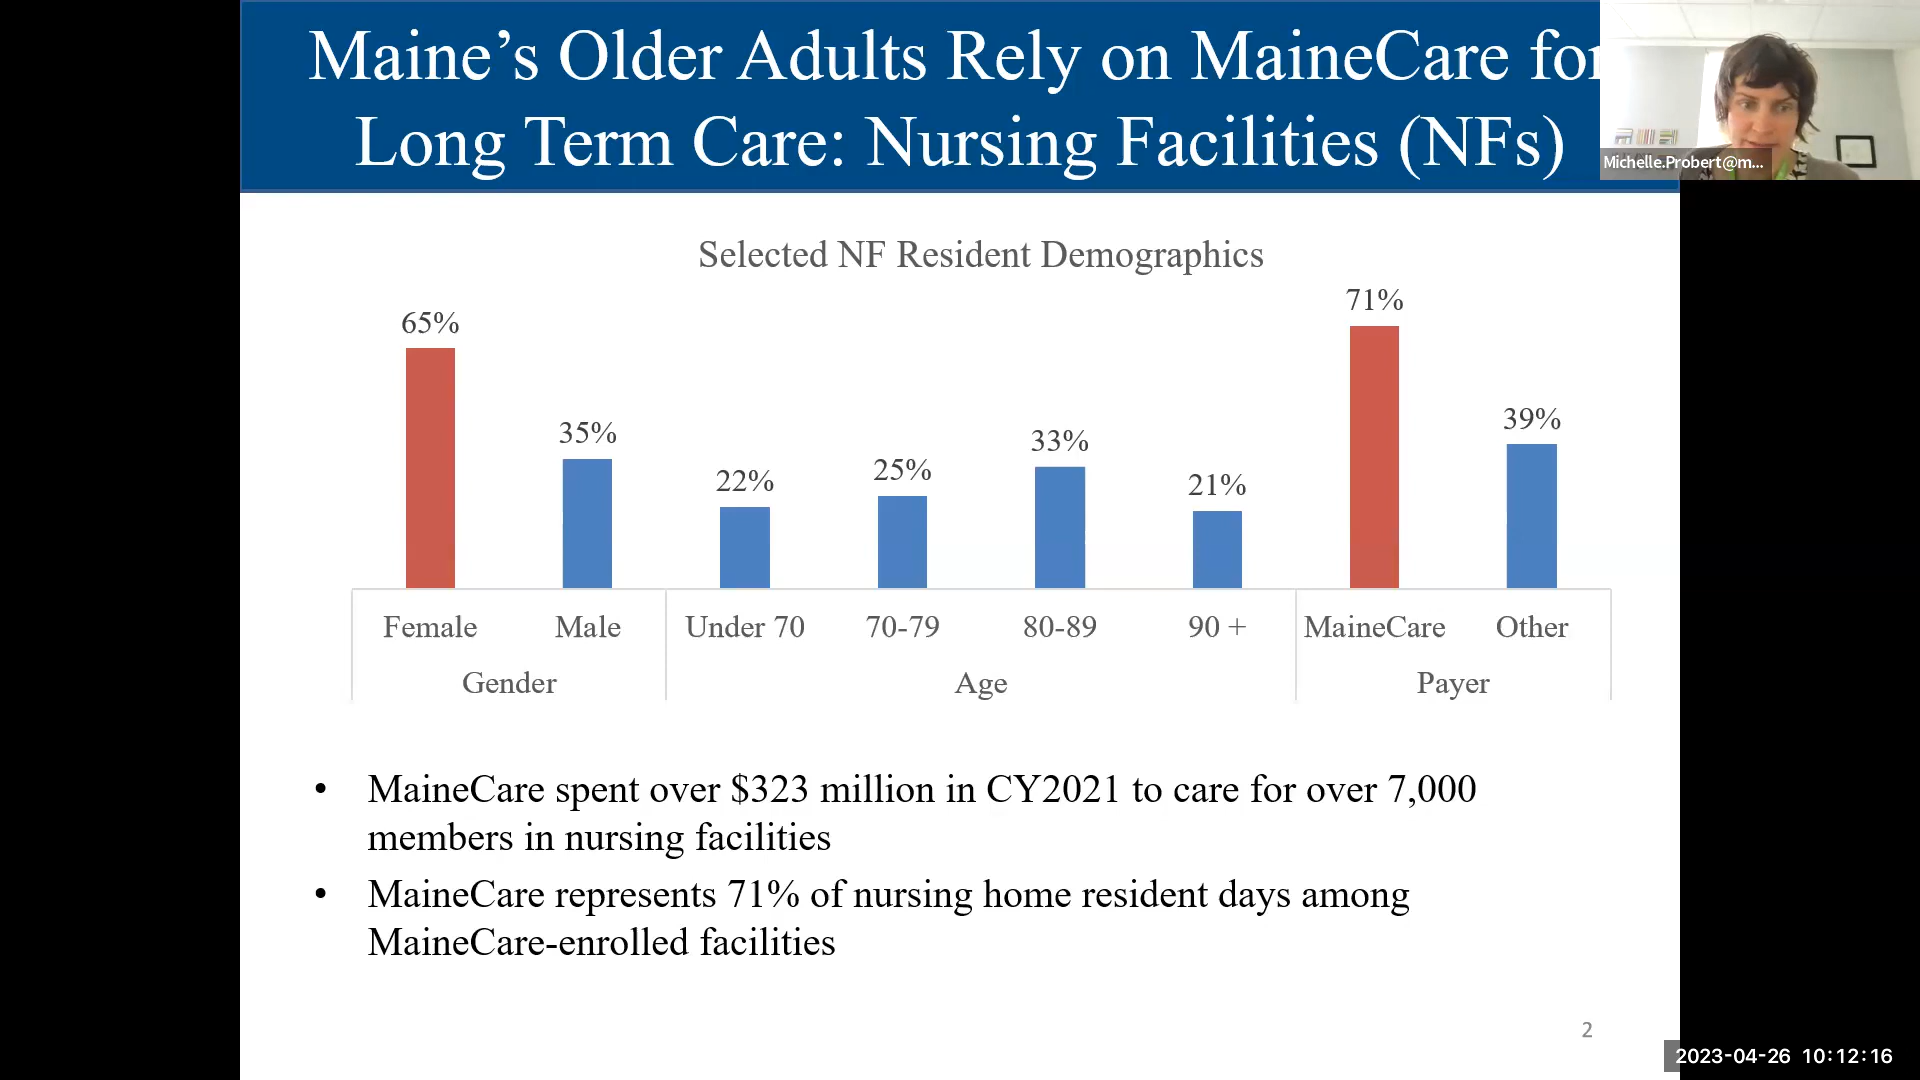 Maine’s Older Adults Rely on MaineCare for
Long Term Care: Nursing Facilities (NFs)
Michelle.Probert@m...
Selected NF Resident Demographics
65%
35%
22%
25%
33%
21%
71%
39%
Female Male Under 70 70-79 80-89 90 + MaineCare Other
Gender Age Payer
• MaineCare spent over $323 million in CY2021 to care for over 7,000
members in nursing facilities
• MaineCare represents 71% of nursing home resident days among
MaineCare-enrolled facilities
2
2023-04-26 10:12:16